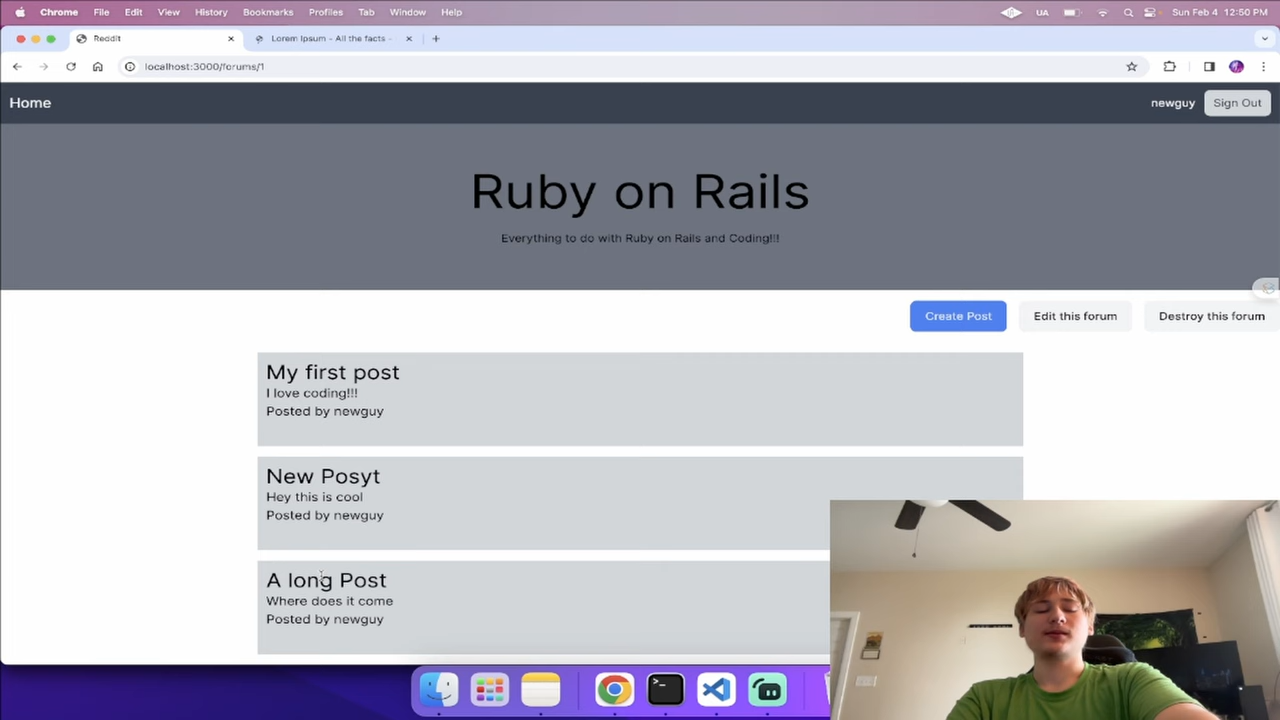 Chrome File Edit View History Bookmarks Profiles Tab Window Help UA Sun Feb 4 12:50 PM
Reddit Lorem Ipsum - All the facts -
localhost:3000/forums/1
Home newguy Sign Out
Ruby on Rails
Everything to do with Ruby on Rails and Coding!!!
Create Post Edit this forum Destroy this forum
My first post
I love coding!!!
Posted by newguy
New Posyt
Hey this is cool
Posted by newguy
A long Post
Where does it come
Posted by newguy